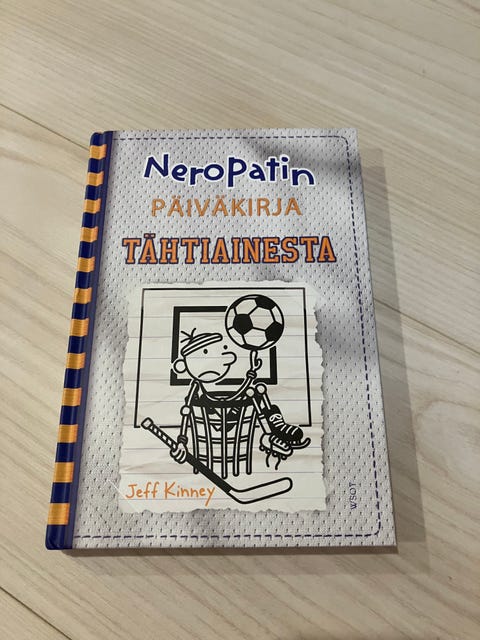 Neropatin
PÄIVÄKIRJA
TÄHTIAINESTA
Jeff Kinney
WSOY